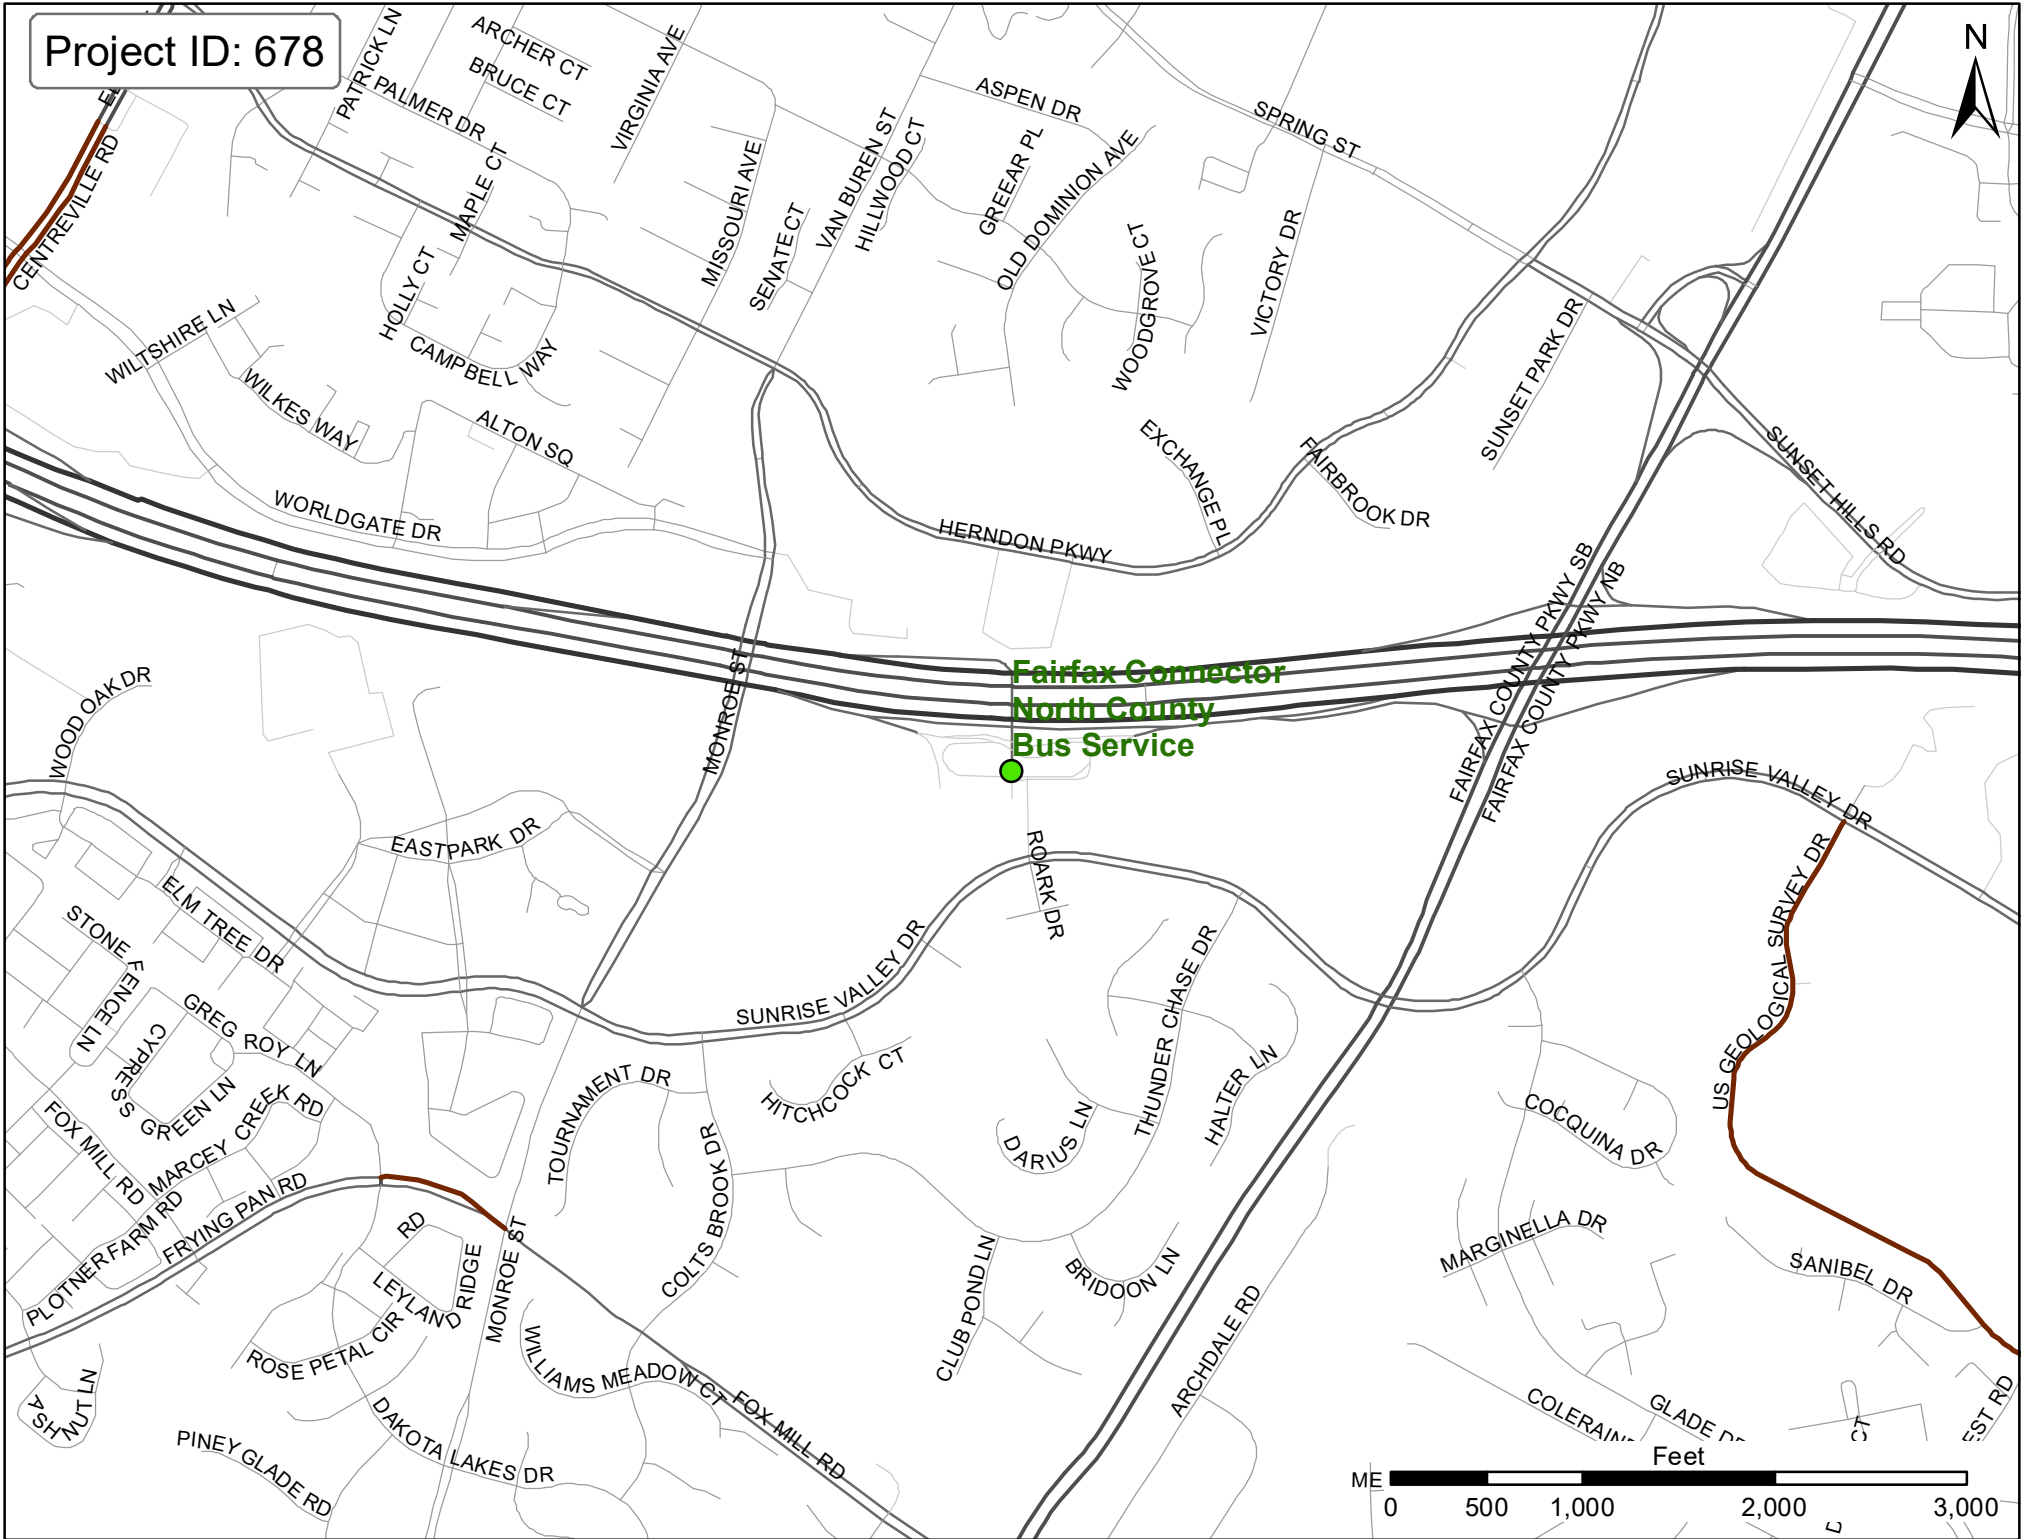 Project ID: 678
N
PATRICK LN
ARCHER CT
BRUCE CT
VIRGINIA AVE
PALMER DR
ASPEN DR
SPRING ST
CENTREVILLE RD
MAPLE CT
MISSOURI AVE
VAN BUREN ST
HILLWOOD CT
GREEAR PL
OLD DOMINION AVE
HOLLY CT
SENATE CT
WOODGROVE CT
VICTORY DR
WILTSHIRE LN
CAMPBELL WAY
SUNSET PARK DR
WILKES WAY
ALTON SQ
EXCHANGE PL
FAIRBROOK DR
SUNSET HILLS RD
WORLDGATE DR
HERNDON PKWY
FAIRFAX COUNTY PKWY SB
FAIRFAX COUNTY PKWY NB
MONROE ST
Fairfax Connector
North County
Bus Service
WOOD OAK DR
SUNRISE VALLEY DR
EASTPARK DR
ROARK DR
US GEOLOGICAL SURVEY DR
ELM TREE DR
STONE FENCE LN
SUNRISE VALLEY DR
THUNDER CHASE DR
GREG ROY LN
CYPRESS GREEN LN
TOURNAMENT DR
HITCHCOCK CT
HALTER LN
FOX MILL RD
MARCEY CREEK RD
DARIUS LN
COCQUINA DR
COLTS BROOK DR
PLOTNER FARM RD
FRYING PAN RD
LEYLAND RIDGE RD
MONROE ST
MARGINELLA DR
SANIBEL DR
BRIDOON LN
CLUB POND LN
ARCHDALE RD
ROSE PETAL CIR
WILLIAMS MEADOW CT
ASH NUT LN
DAKOTA LAKES DR
FOX MILL RD
PINEY GLADE RD
COLERAINE
GLADE DR
CT
EST RD
Feet
ME
0 500 1,000 2,000 3,000
D